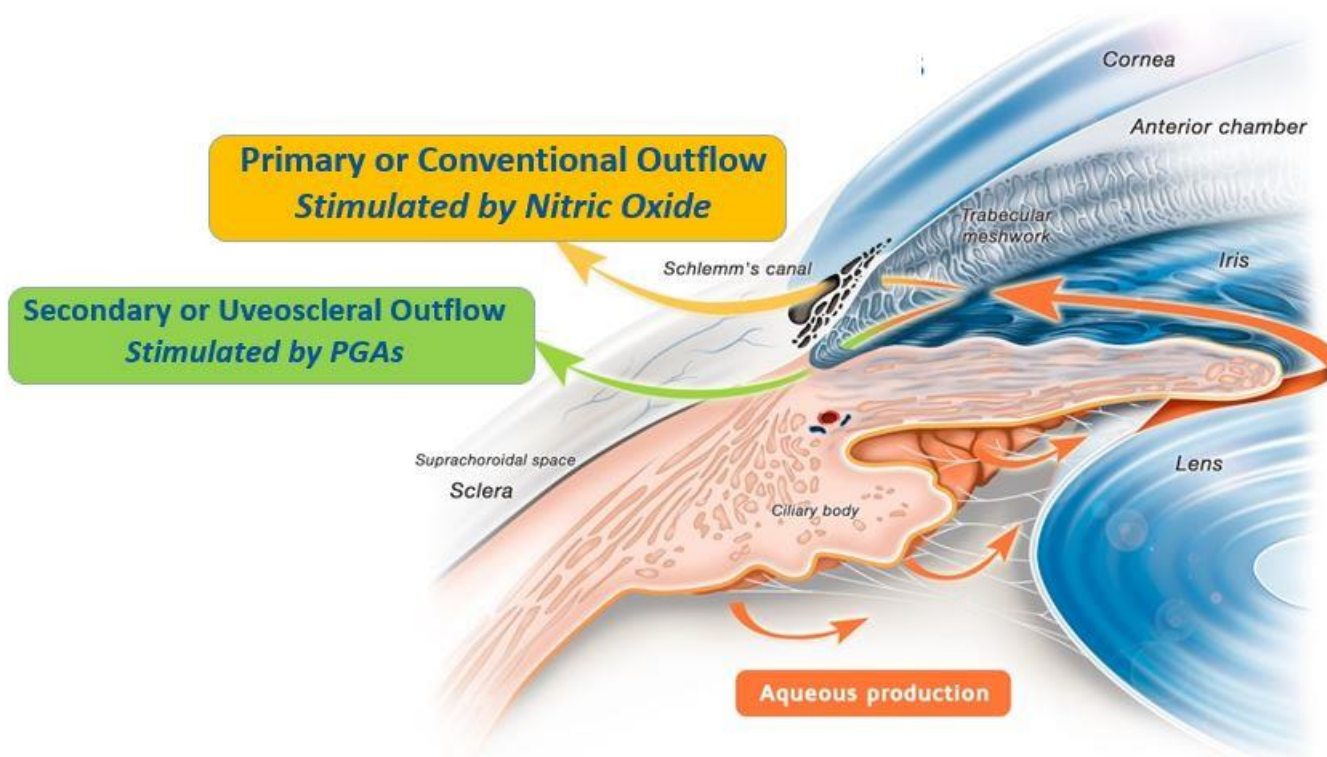 Cornea
Anterior chamber
Primary or Conventional Outflow
Stimulated by Nitric Oxide
Trabecular
meshwork
Schlemm's canal
Iris
Secondary or Uveoscleral Outflow
Stimulated by PGAs
Suprachoroidal space
Sclera
Lens
Ciliary body
Aqueous production